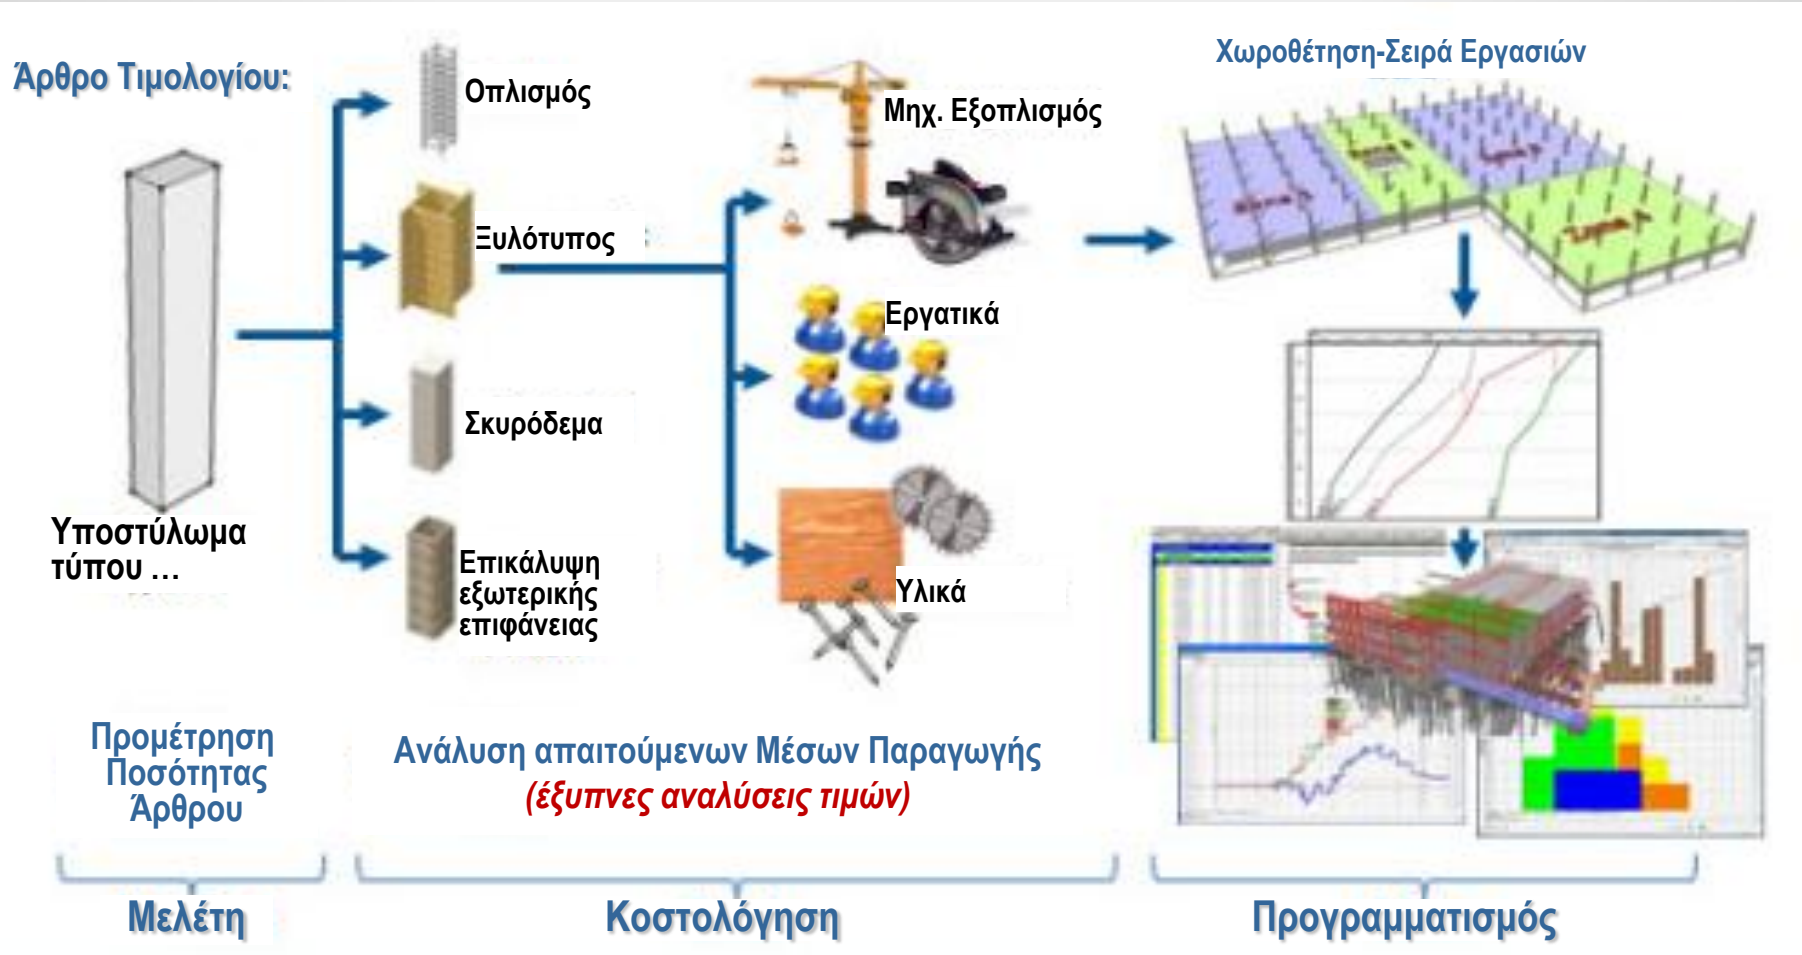 Άρθρο Τιμολογίου:
Υποστύλωμα
τύπου ...
Οπλισμός
Ξυλότυπος
Σκυρόδεμα
Επικάλυψη
εξωτερικής
επιφάνειας
Μηχ. Εξοπλισμός
Εργατικά
Υλικά
Χωροθέτηση-Σειρά Εργασιών
Προμέτρηση
Ποσότητας
Άρθρου
Ανάλυση απαιτούμενων Μέσων Παραγωγής
(έξυπνες αναλύσεις τιμών)
Μελέτη
Κοστολόγηση
Προγραμματισμός